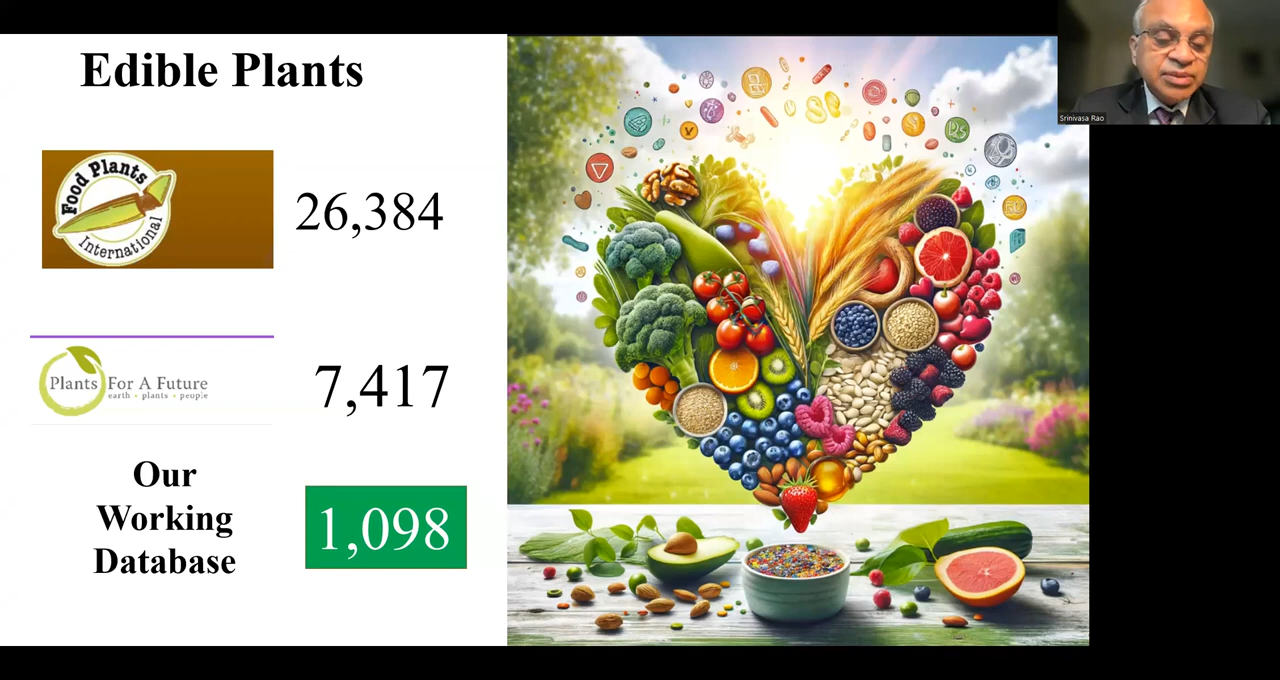 Edible Plants
Food Plants
International
26,384
Plants For A Future
earth • plants • people
7,417
Our
Working
Database
1,098
Srinivasa Rao